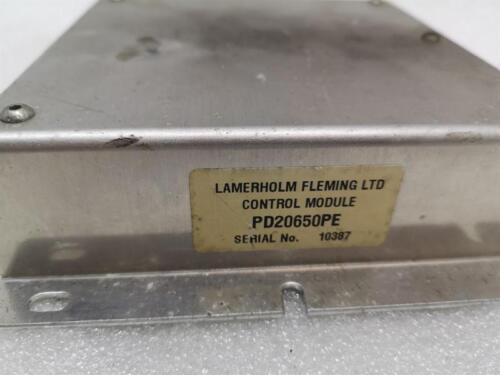 LAMERHOLM FLEMING LTD
CONTROL MODULE
PD20650PE
SERIAL No. 10387